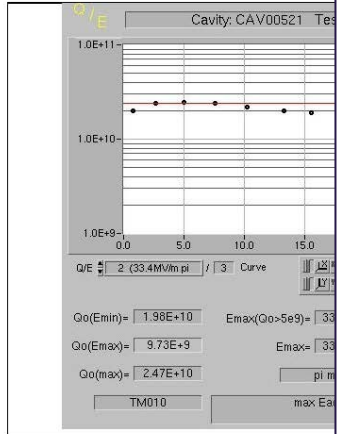 Q/E
Cavity: CAV00521 Tes
1.0E+11
1.0E+10
1.0E+9
0.0 5.0 10.0 15.0
Q/E 2 (33.4MV/m pi / 3 Curve
X
Y
Qo(Emin)= 1.98E+10 Emax(Qo>5e9)= 33
Qo(Emax)= 9.73E+9 Emax= 33
Qo(max)= 2.47E+10 pi m
TM010 max Eac